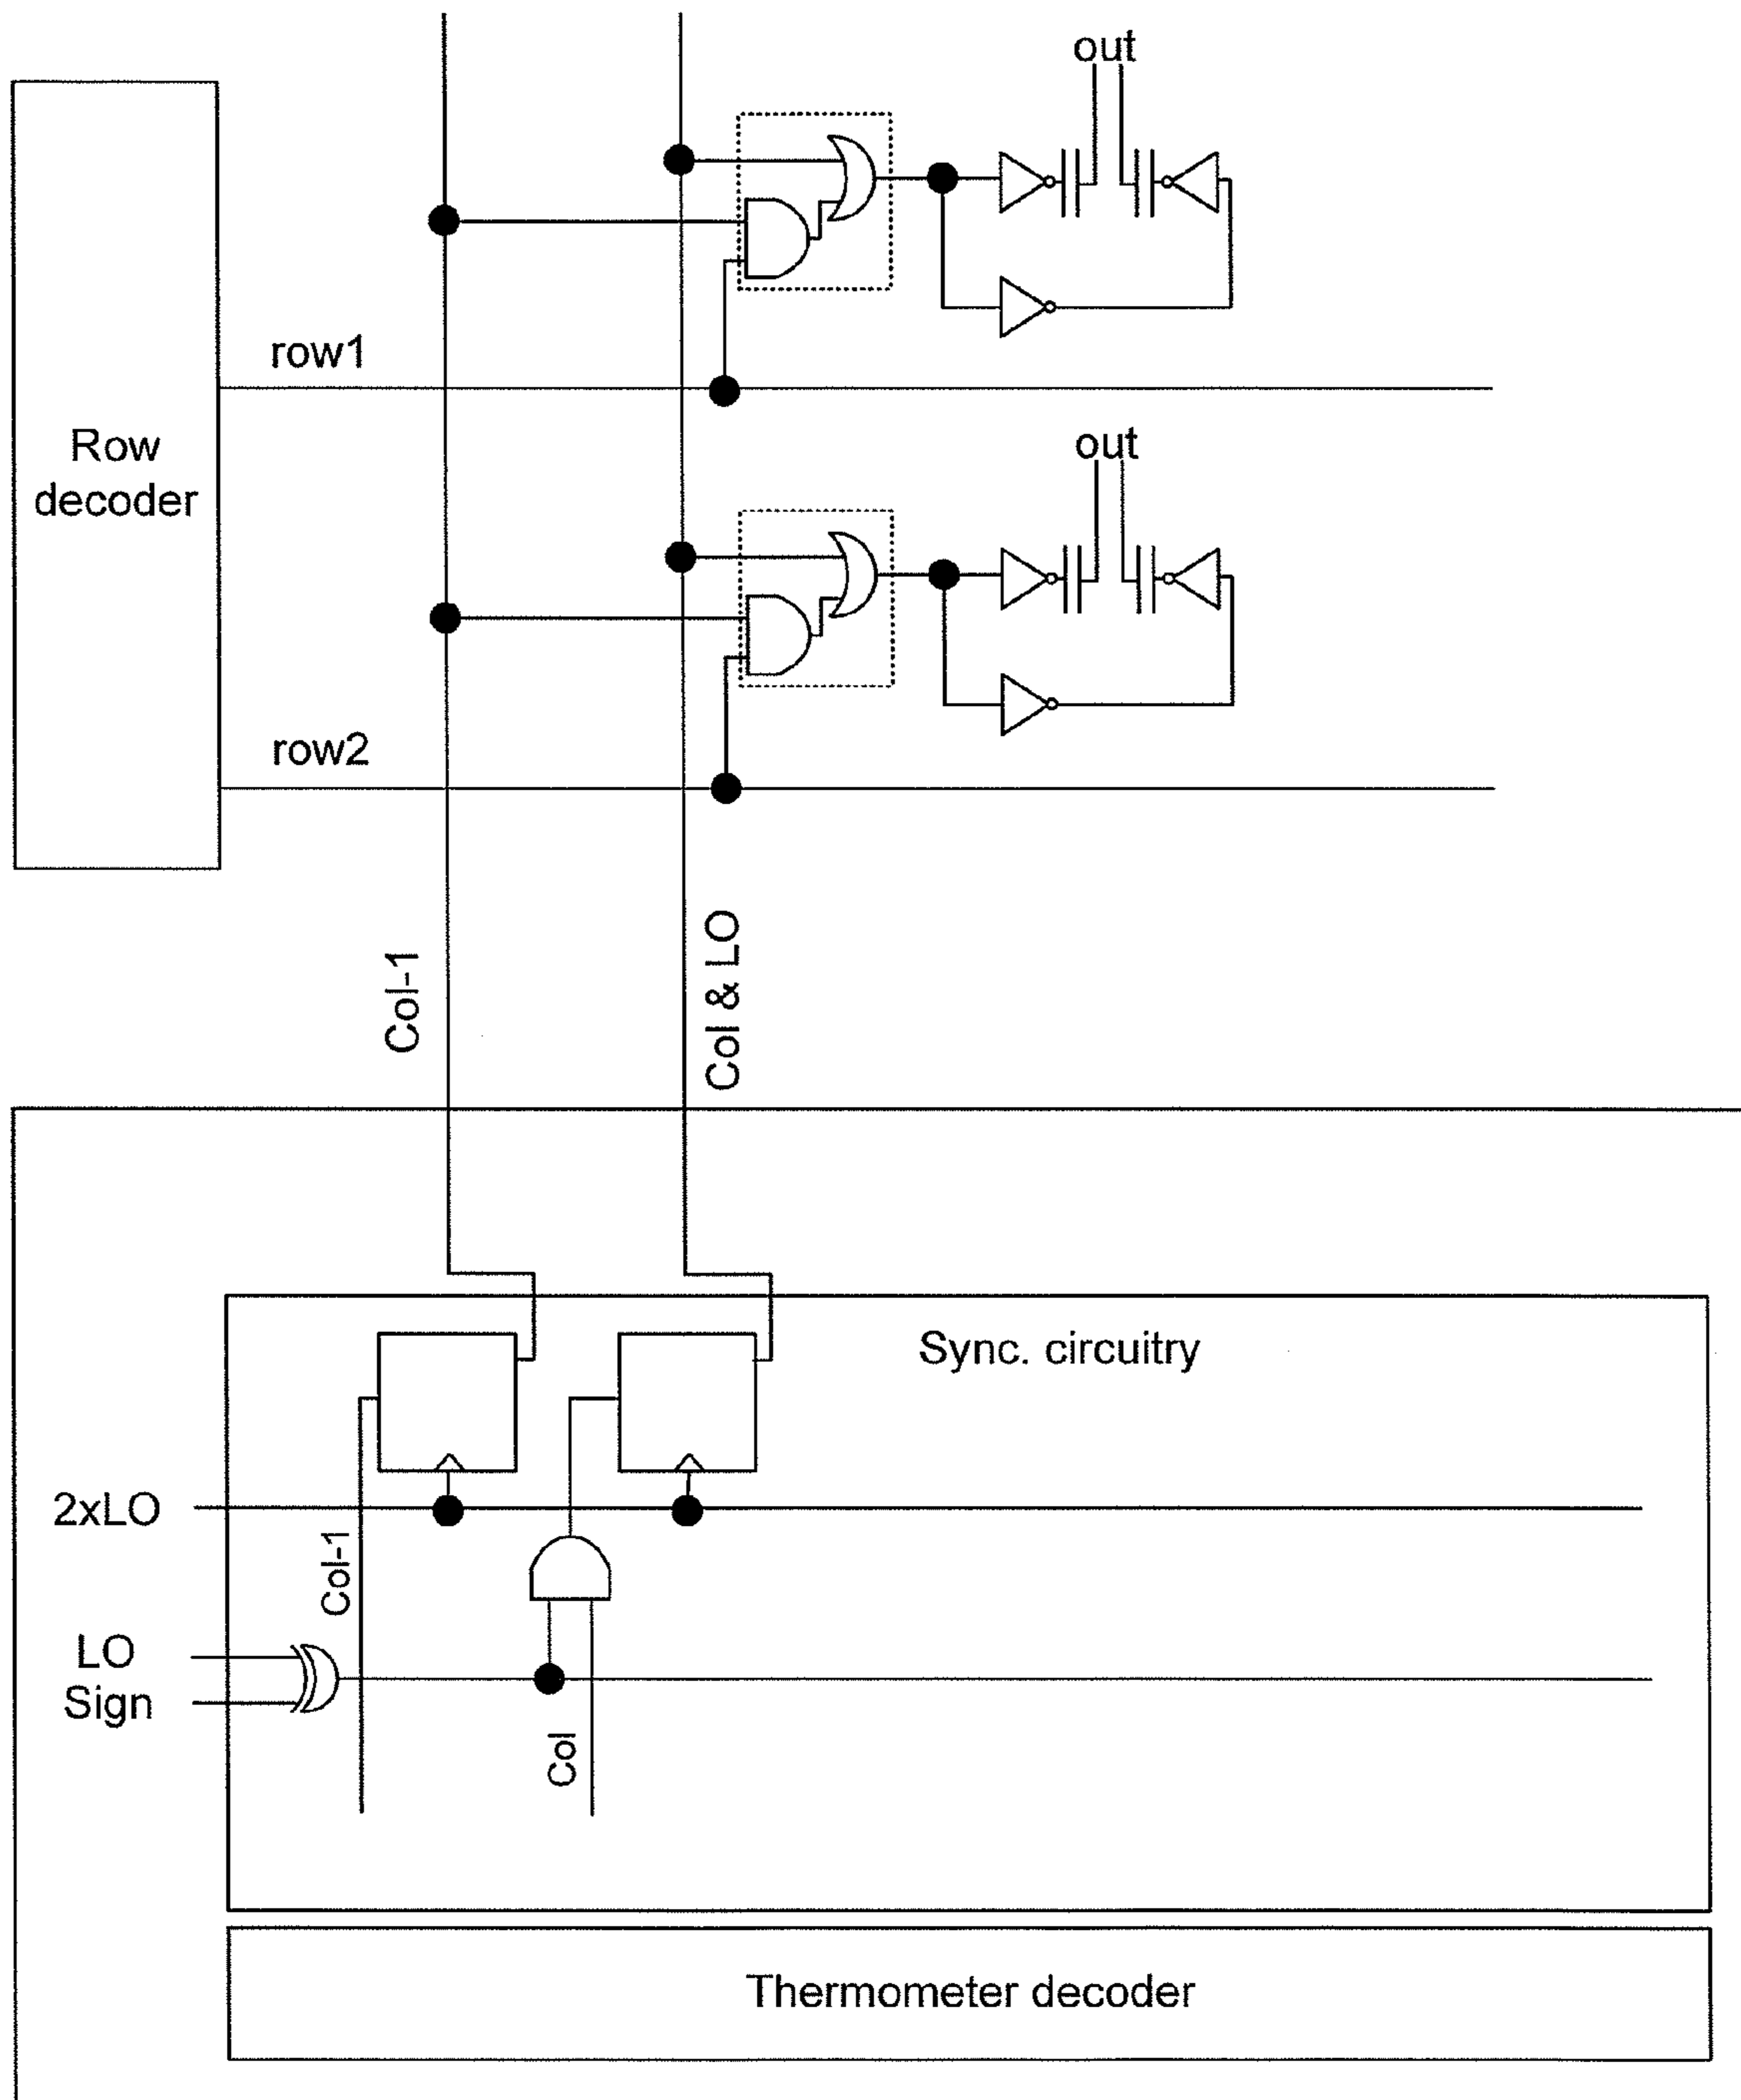 out
row1
Row
decoder
out
row2
Col-1
Col & LO
Sync. circuitry
2xLO
Col-1
LO
Sign
Col
Thermometer decoder